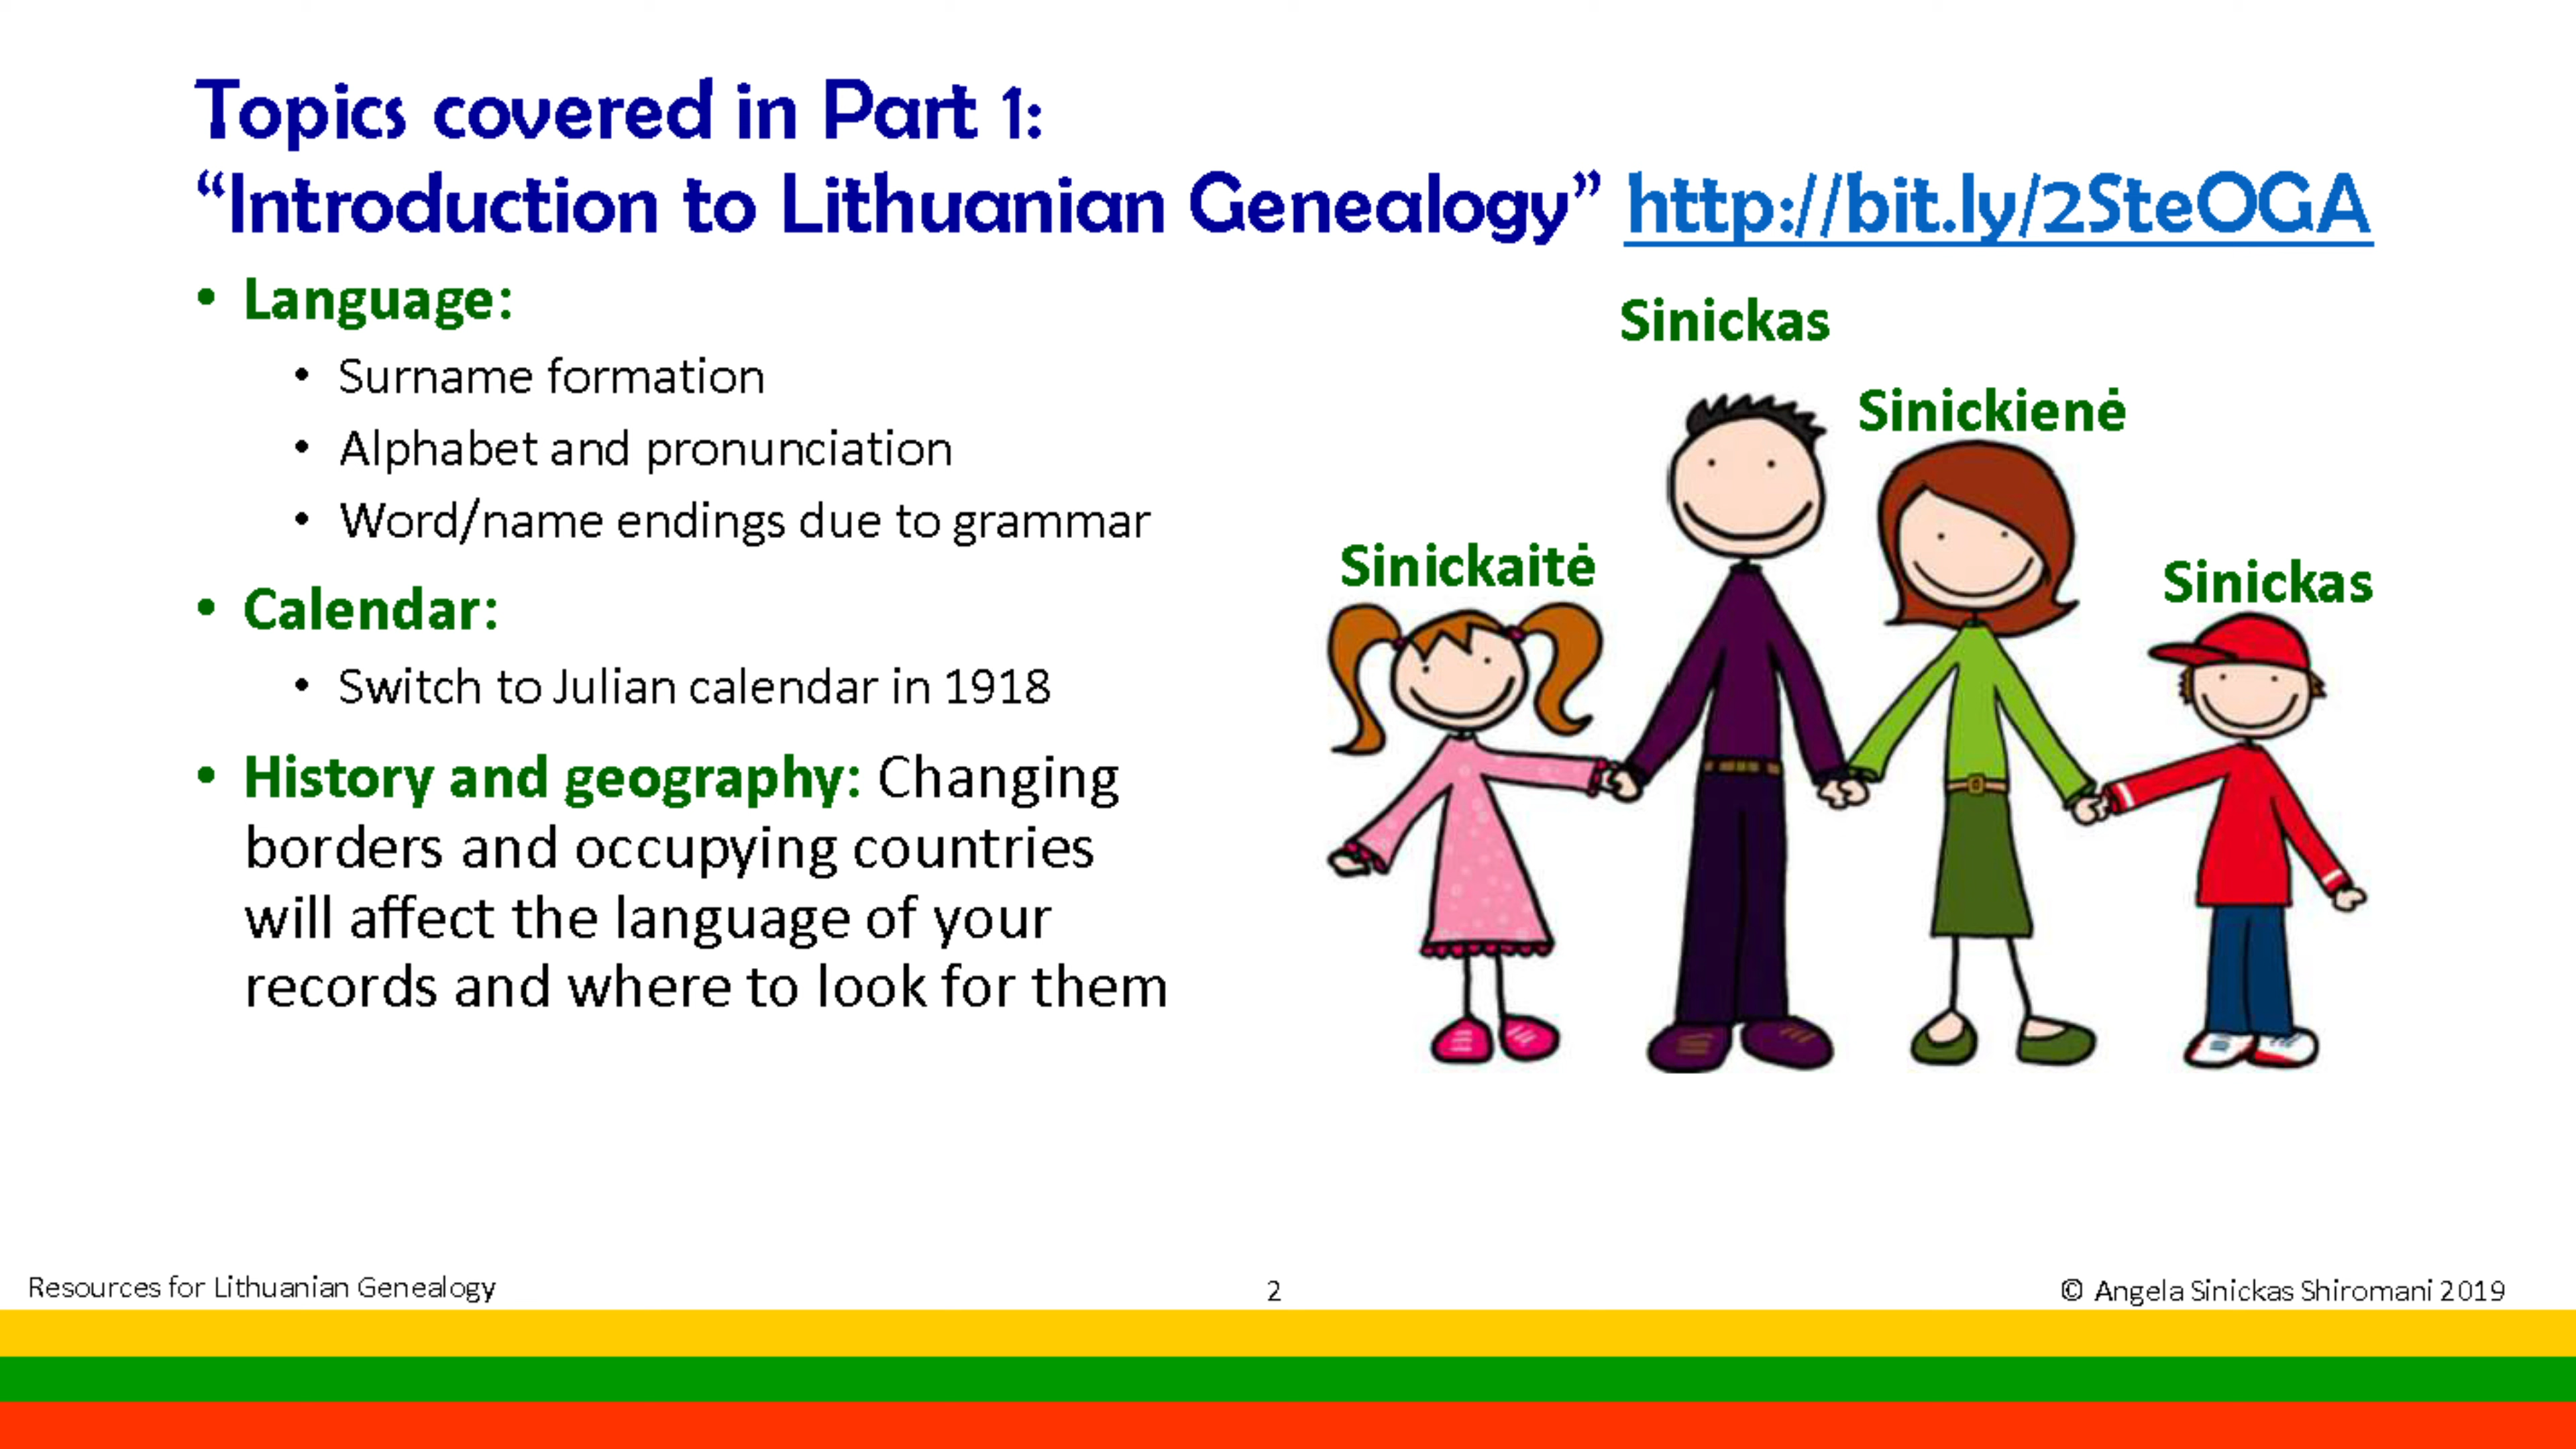 Topics covered in Part 1:
“Introduction to Lithuanian Genealogy” http://bit.ly/2SteOGA
• Language:
• Surname formation
• Alphabet and pronunciation
• Word/name endings due to grammar
• Calendar:
• Switch to Julian calendar in 1918
• History and geography: Changing
borders and occupying countries
will affect the language of your
records and where to look for them
Sinickas
Sinickienė
Sinickaitė
Sinickas
Resources for Lithuanian Genealogy
2
© Angela Sinickas Shiromani 2019